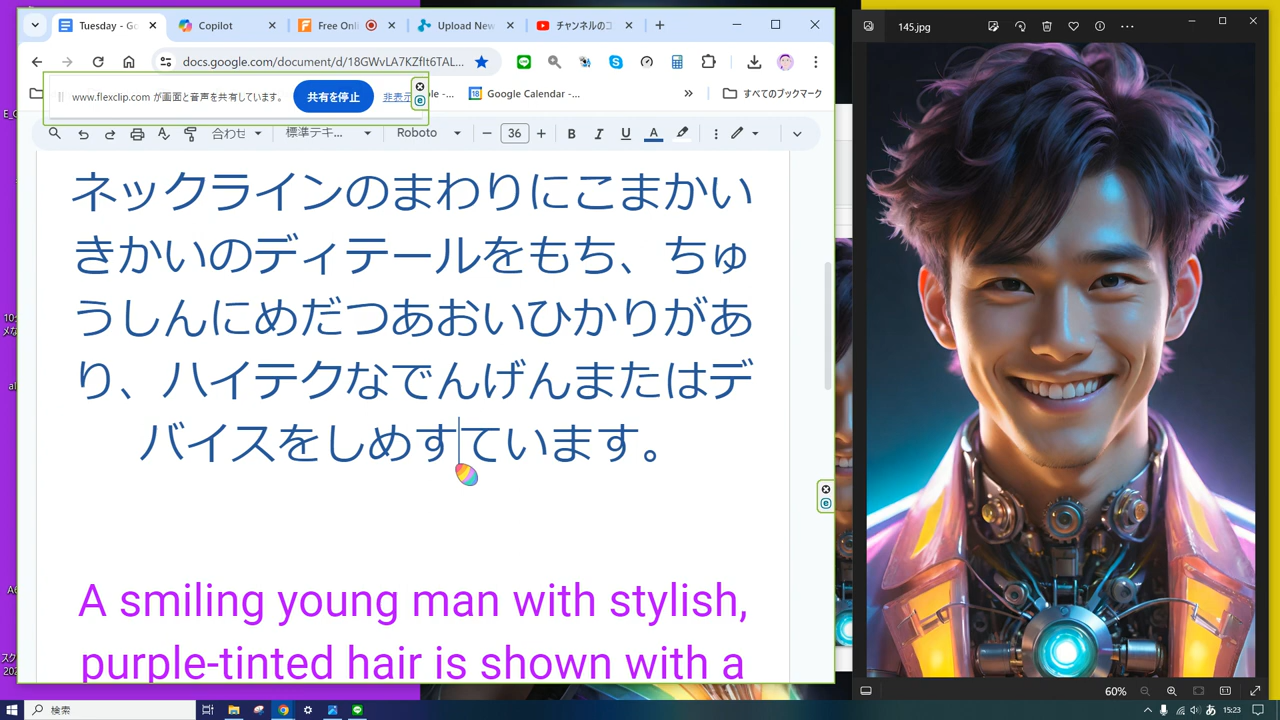 Tuesday - Go
Copilot
Free Onli
Upload New
チャンネルのコ
docs.google.com/document/d/18GWvLA7KZfIt6TAL...
www.flexclip.com が画面と音声を共有しています。
共有を停止
非表示
Google Calendar -...
すべてのブックマーク
合わせ
標準テキ...
Roboto
36
ネックラインのまわりにこまかい
きかいのディテールをもち、ちゅ
うしんにめだつあおいひかりがあ
り、ハイテクなでんげんまたはデ
バイスをしめすています。
A smiling young man with stylish,
purple-tinted hair is shown with a
145.jpg
60%
検索
あ
15:23